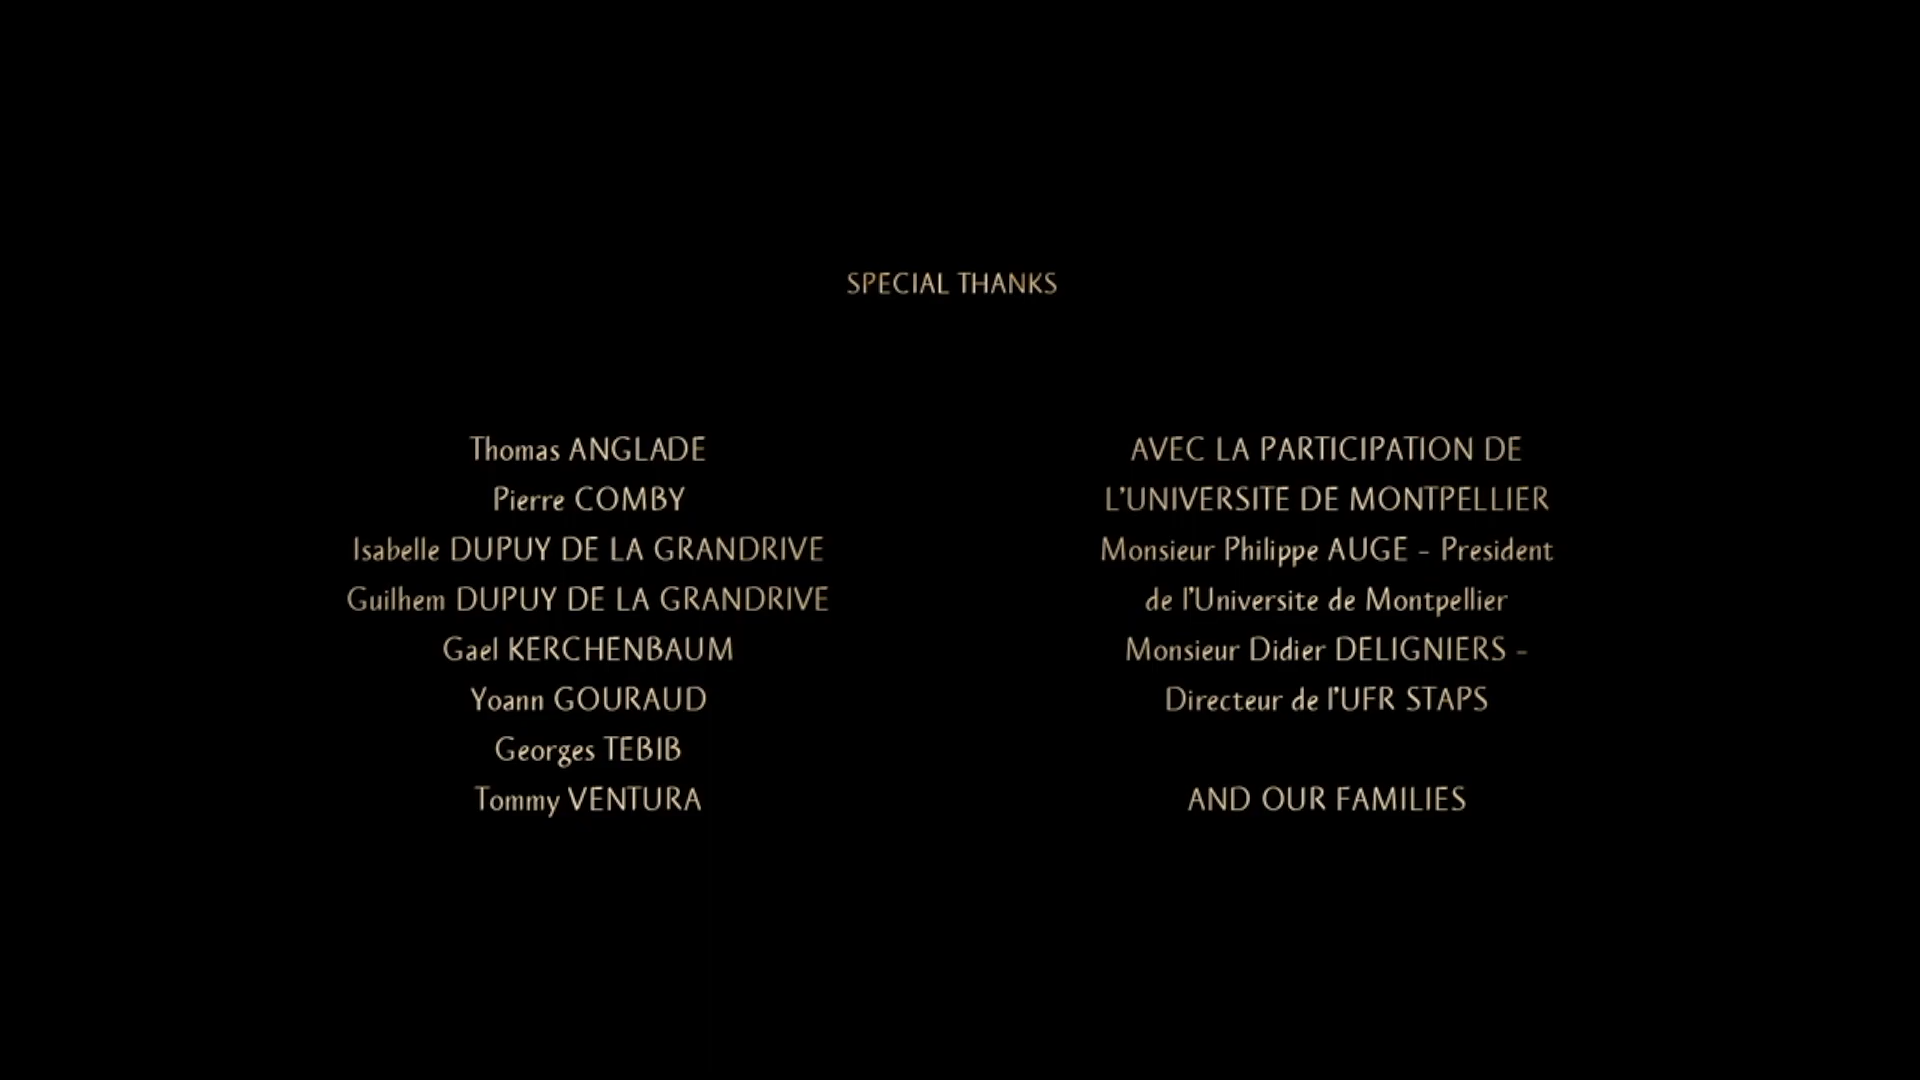 SPECIAL THANKS
Thomas ANGLADE
Pierre COMBY
Isabelle DUPUY DE LA GRANDRIVE
Guilhem DUPUY DE LA GRANDRIVE
Gael KERCHENBAUM
Yoann GOURAUD
Georges TEBIB
Tommy VENTURA
AVEC LA PARTICIPATION DE
L'UNIVERSITE DE MONTPELLIER
Monsieur Philippe AUGE - President
de l'Universite de Montpellier
Monsieur Didier DELIGNIERS -
Directeur de l'UFR STAPS
AND OUR FAMILIES